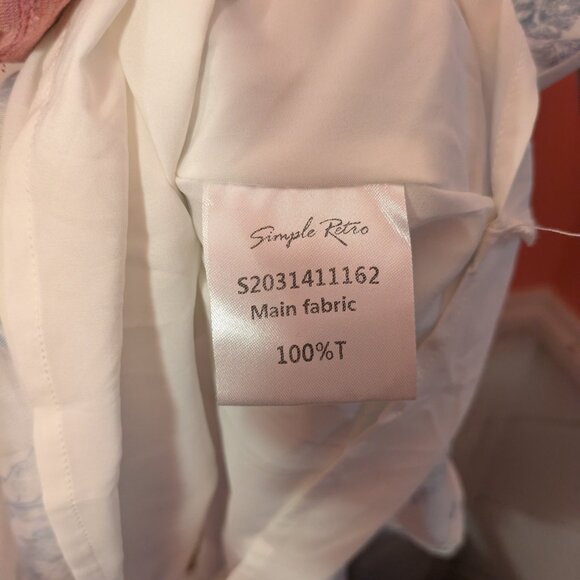 Simple Retro
S2031411162
Main fabric
100%T